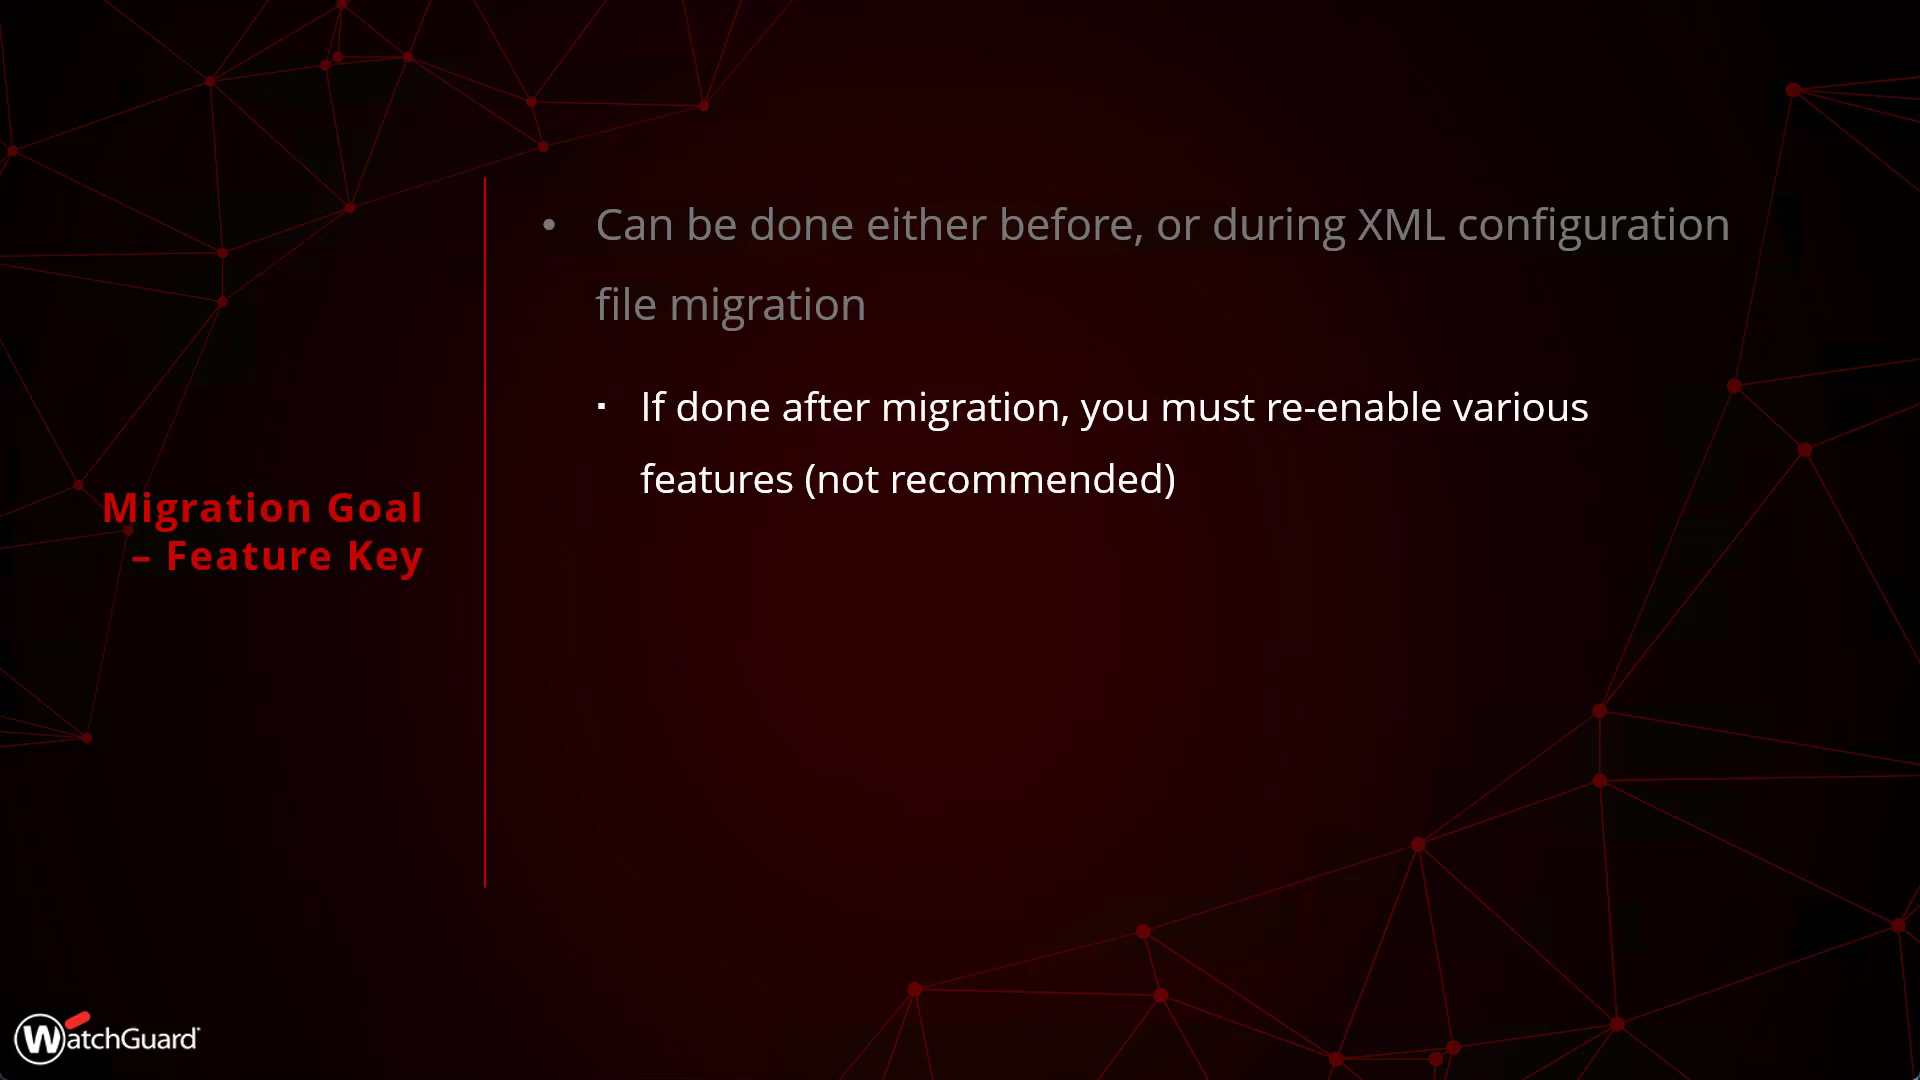 Migration Goal
– Feature Key
• Can be done either before, or during XML configuration
file migration
▪ If done after migration, you must re-enable various
features (not recommended)
WatchGuard